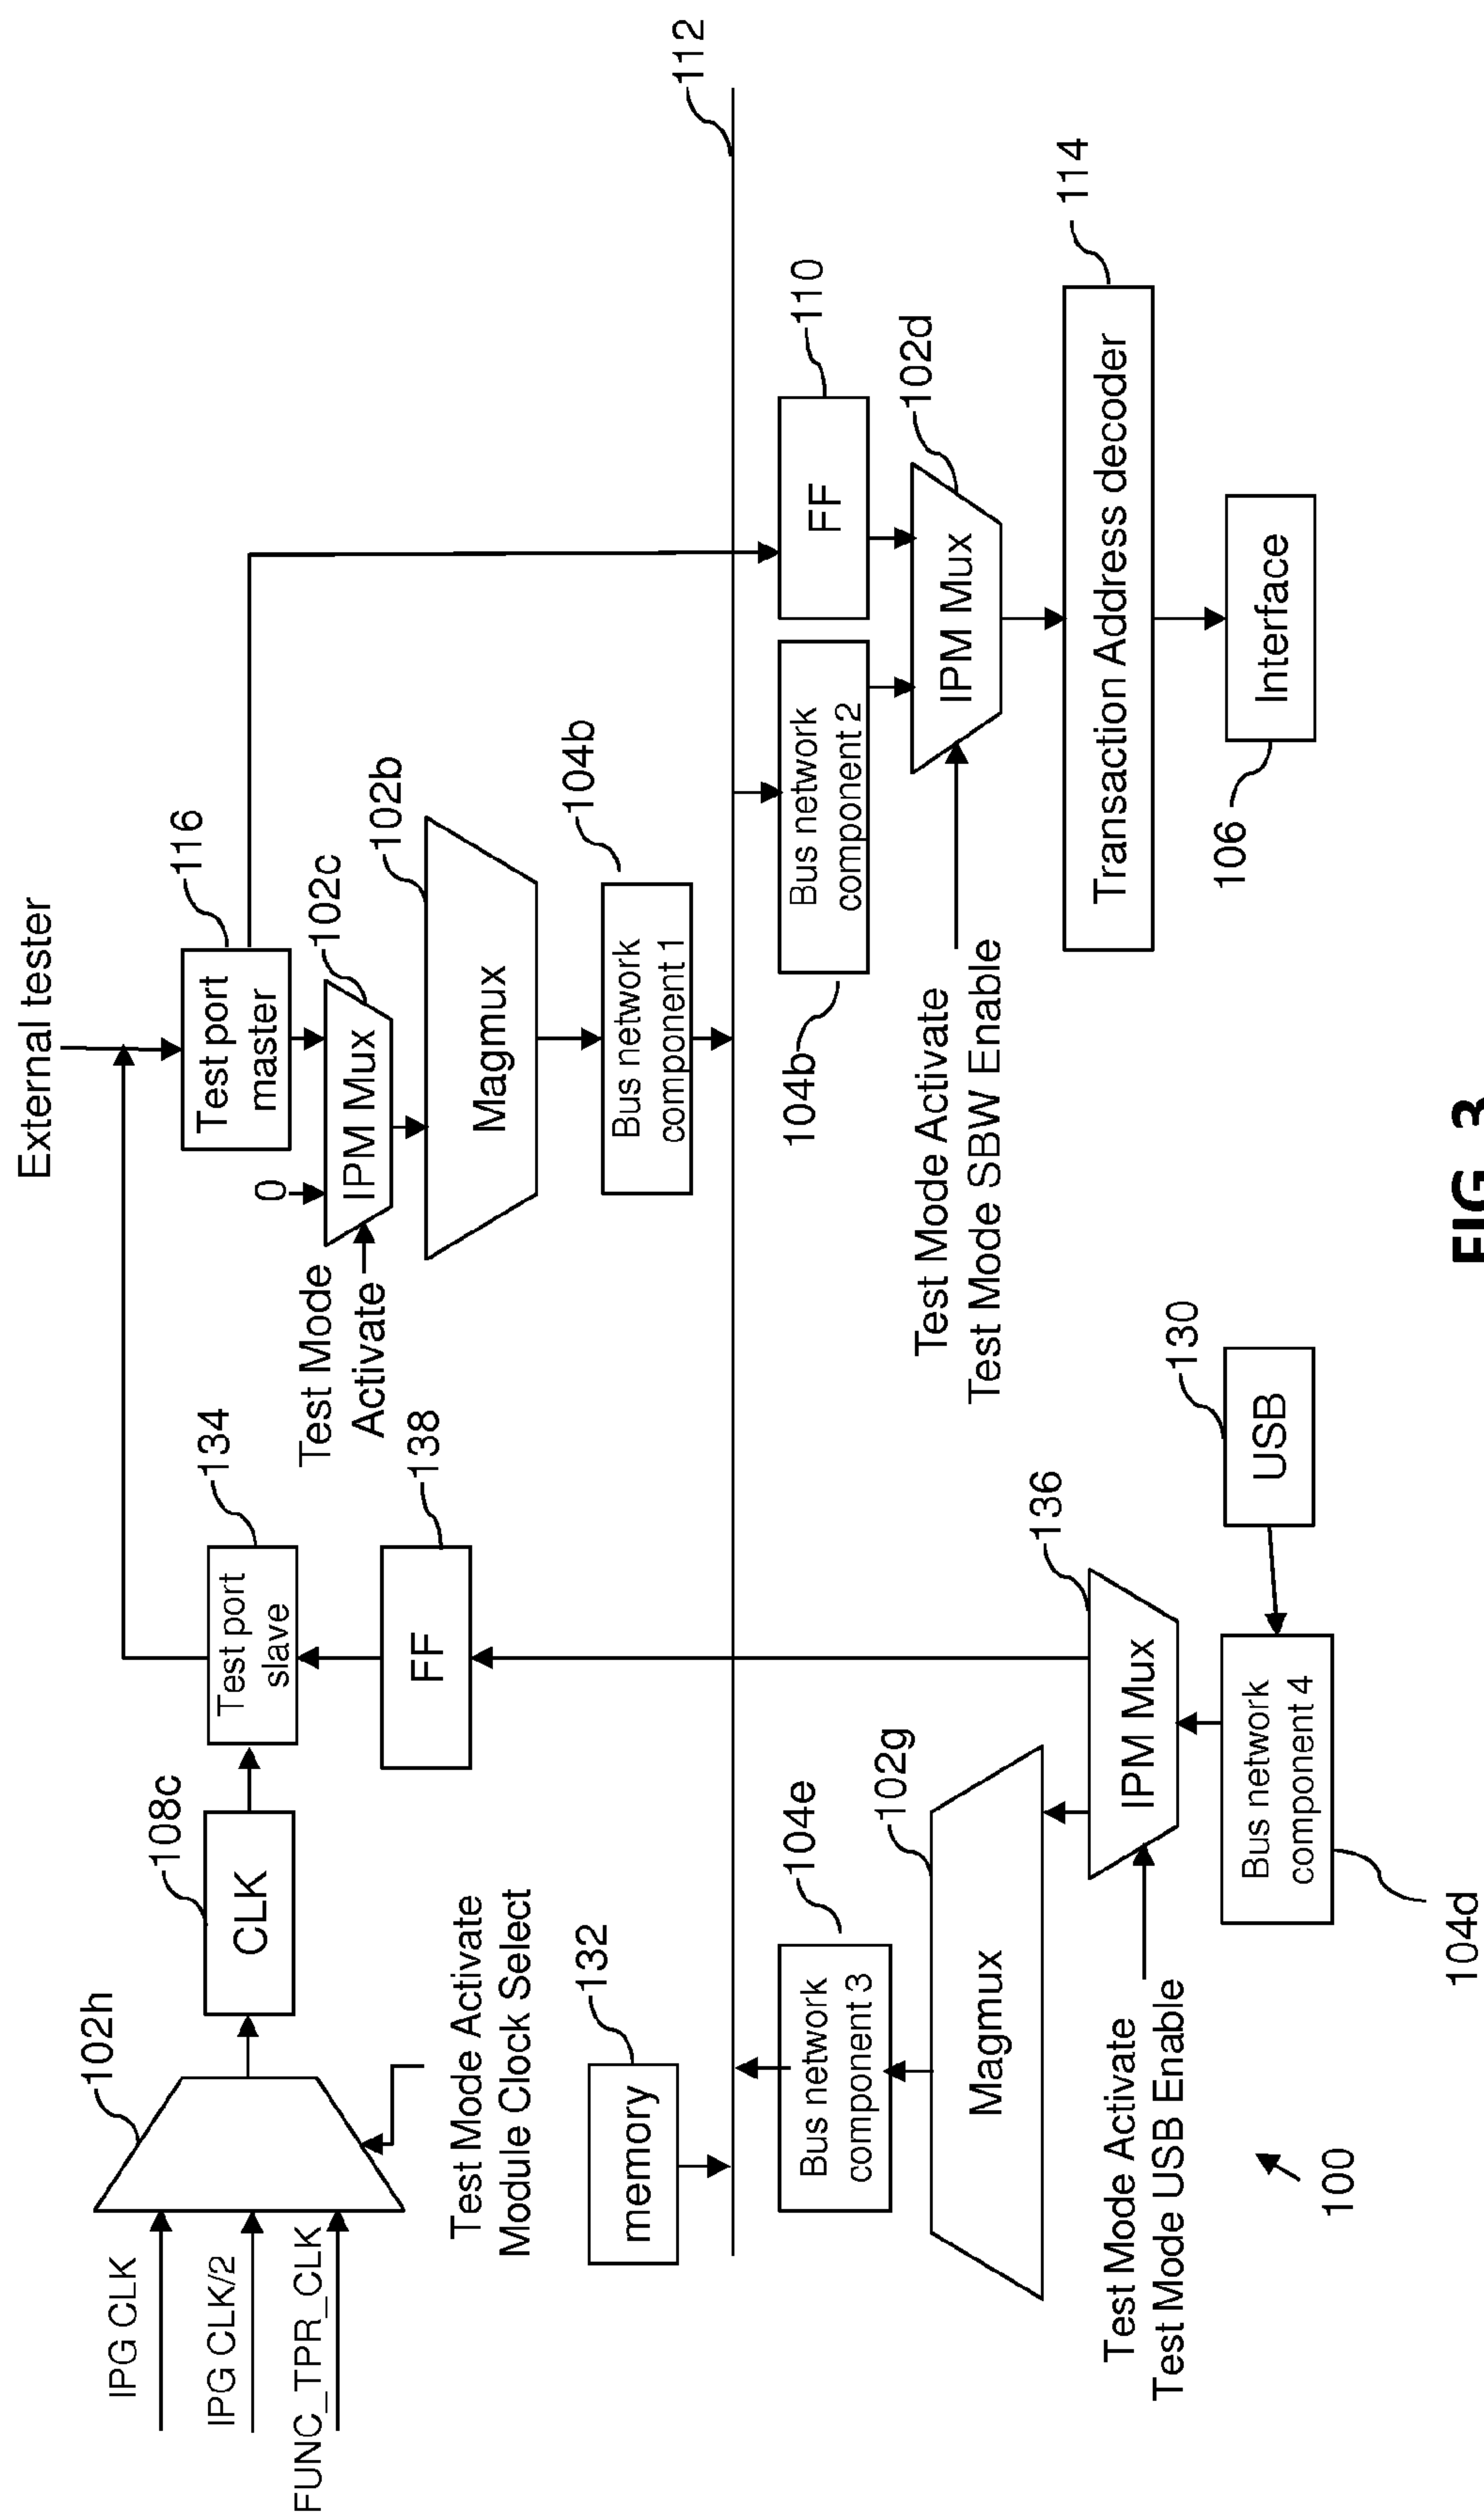 IPG CLK
IPG CLK/2
FUNC_TPR_CLK
102h
Test Mode Activate
Module Clock Select
CLK
108c
Test port
slave
134
FF
138
External tester
Test port
master
116
0
IPM Mux
102c
Test Mode
Activate
Magmux
102b
Bus network
component 1
104b
112
memory
132
Bus network
component 3
104e
Magmux
102g
IPM Mux
136
Test Mode Activate
Test Mode USB Enable
Bus network
component 4
104d
USB
130
Bus network
component 2
104b
FF
110
IPM Mux
102d
Test Mode Activate
Test Mode SBW Enable
Transaction Address decoder
114
Interface
106
100
FIG. 3